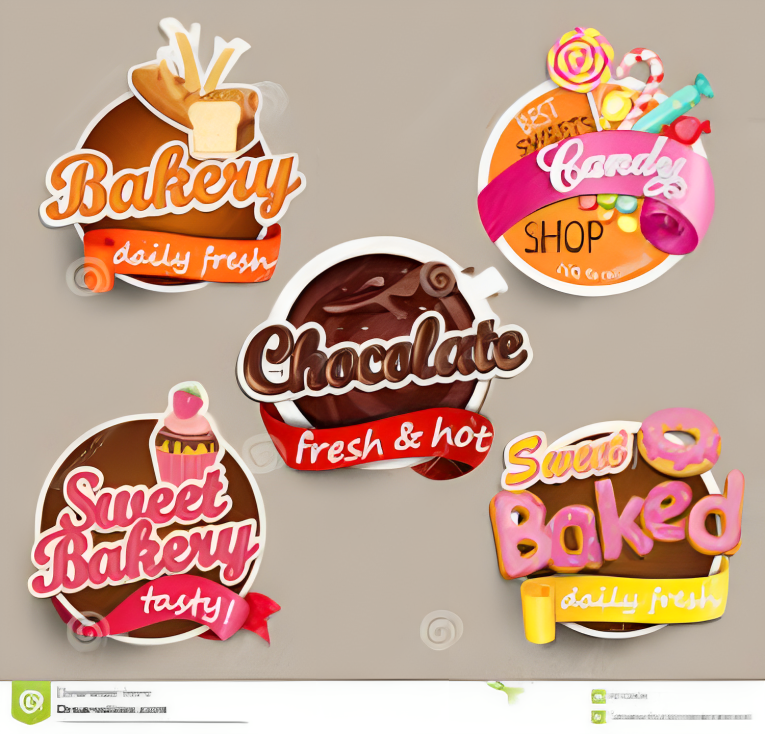 Bakery
daily fresh
BEST
SWEETS
Candy
SHOP
Chocolate
fresh & hot
Sweet
Bakery
tasty!
Sweet
Baked
daily fresh